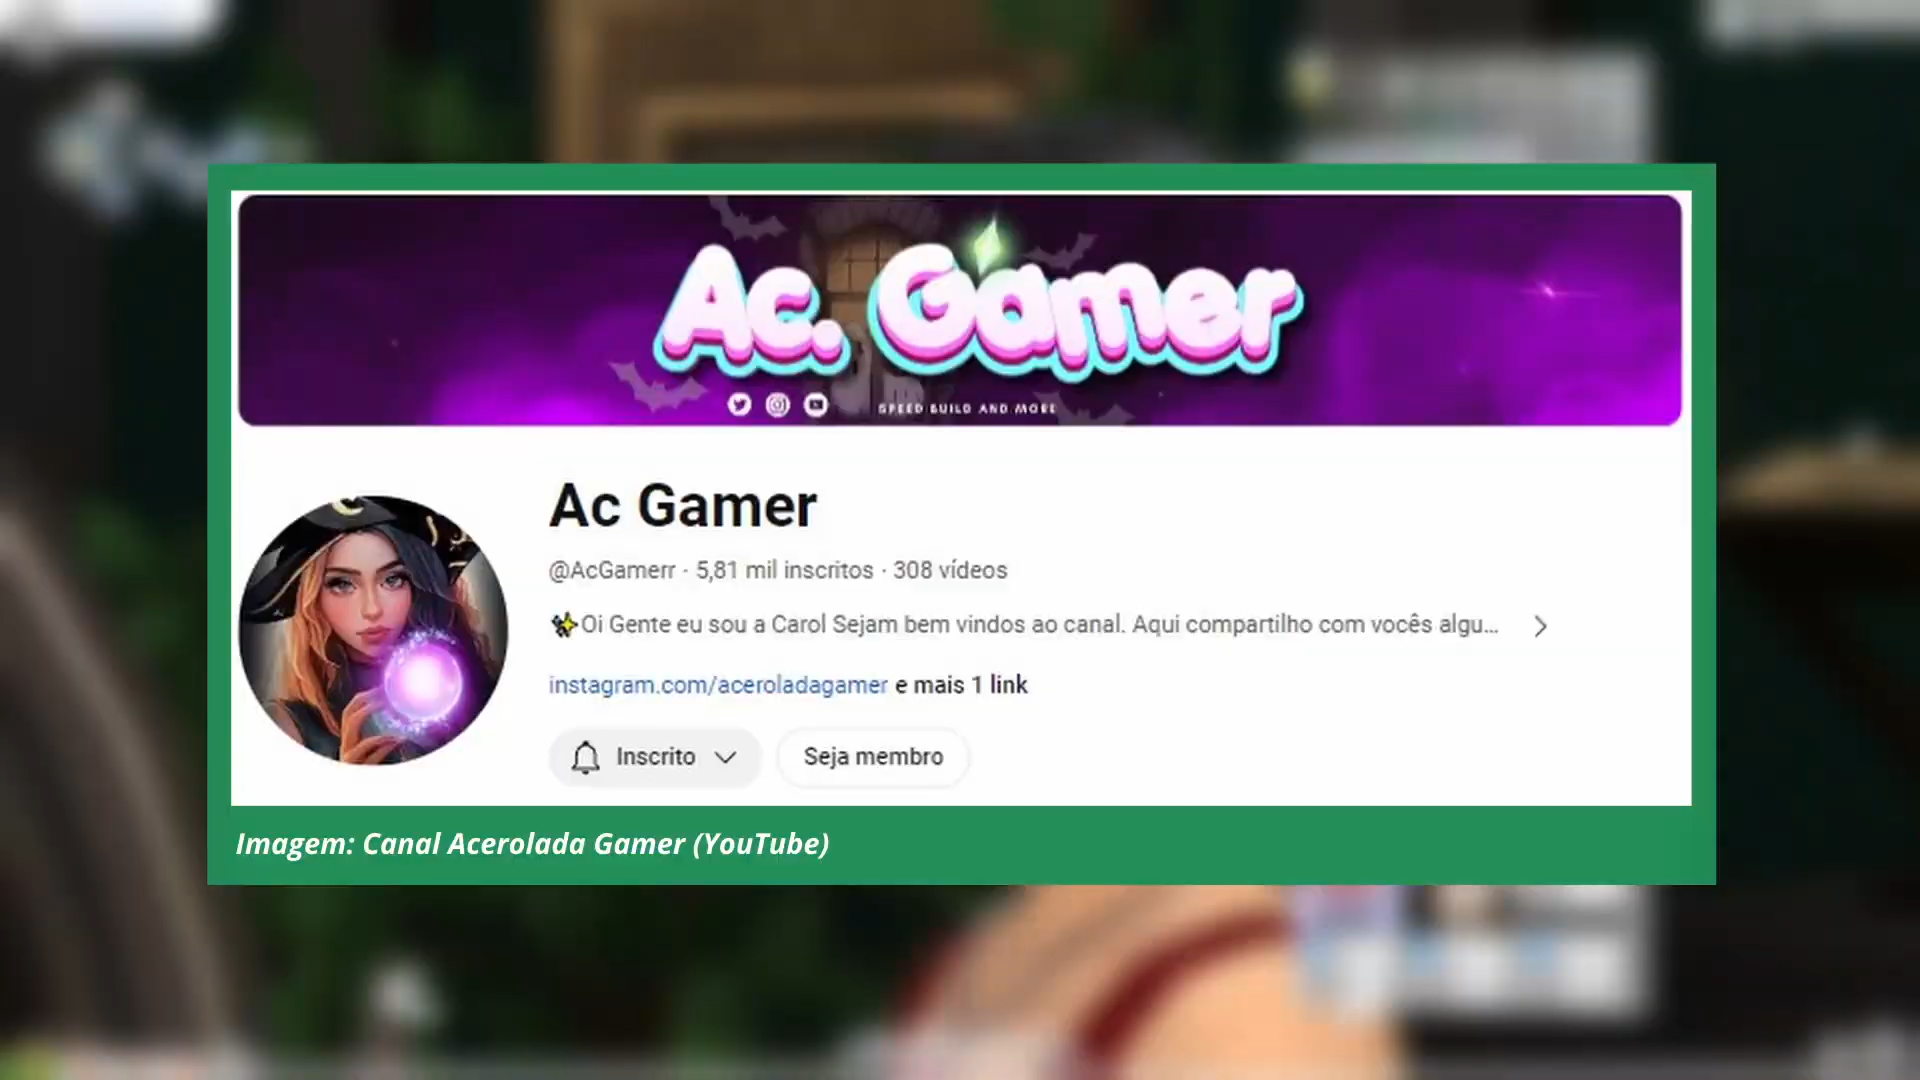 Ac. Gamer
SPEED BUILD AND MORE
Ac Gamer
@AcGamerr · 5,81 mil inscritos · 308 vídeos
✨Oi Gente eu sou a Carol Sejam bem vindos ao canal. Aqui compartilho com vocês algu...
instagram.com/aceroladagamer e mais 1 link
Inscrito
Seja membro
Imagem: Canal Acerolada Gamer (YouTube)